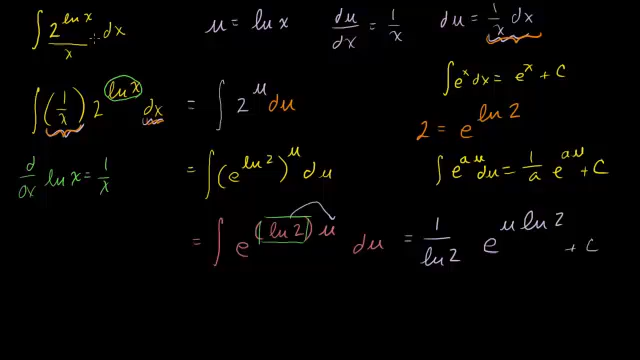 ∫ 2^{ln x}/x dx   u = ln x   du/dx = 1/x   du = 1/x dx
∫ e^x dx = e^x + C
∫ (1/x) 2^{ln x} dx = ∫ 2^u du   2 = e^{ln 2}
d/dx ln x = 1/x   = ∫ (e^{ln 2})^u du   ∫ e^{au} du = 1/a e^{au} + C
= ∫ e^{(ln 2) u} du = 1/ln 2 e^{u ln 2} + C